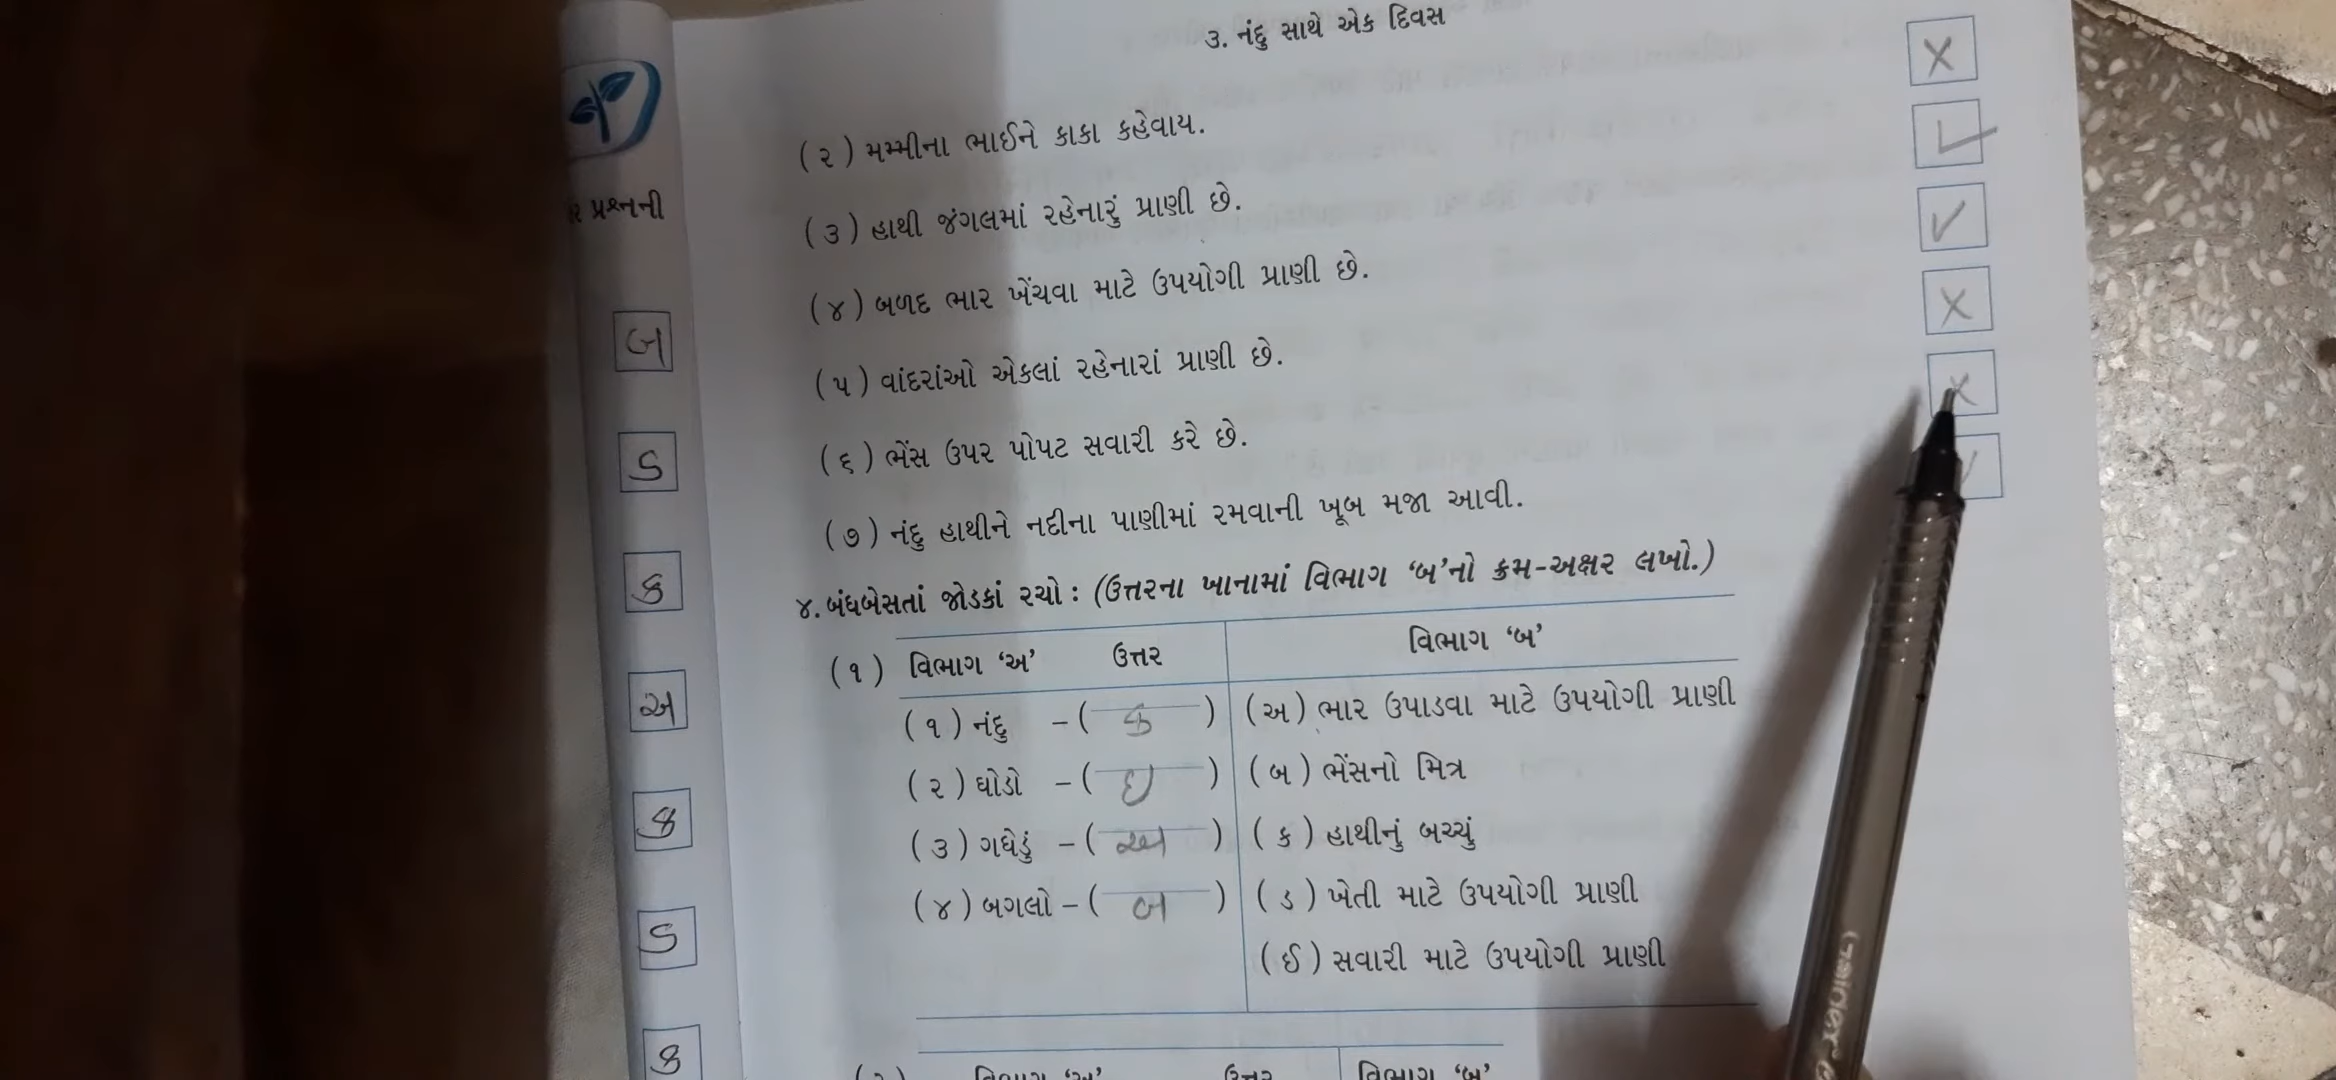 ૩. નંદુ સાથે એક દિવસ
પ્રશ્નની
(૨) મમ્મીના ભાઈને કાકા કહેવાય. ×
(૩) હાથી જંગલમાં રહેનારું પ્રાણી છે. ✓
(૪) બળદ ભાર ખેંચવા માટે ઉપયોગી પ્રાણી છે. ✓
(૫) વાંદરાંઓ એકલાં રહેનારાં પ્રાણી છે. ×
(૬) ભેંસ ઉપર પોપટ સવારી કરે છે. ×
(૭) નંદુ હાથીને નદીના પાણીમાં રમવાની ખૂબ મજા આવી. ✓
૪. બંધબેસતાં જોડકાં રચો : (ઉત્તરના ખાનામાં વિભાગ ‘બ’નો ક્રમ-અક્ષર લખો.)
(૧) વિભાગ ‘અ’ ઉત્તર વિભાગ ‘બ’
(૧) નંદુ – ( ક ) (અ) ભાર ઉપાડવા માટે ઉપયોગી પ્રાણી
(૨) ઘોડો – ( ઈ ) (બ) ભેંસનો મિત્ર
(૩) ગધેડું – ( અ ) (ક) હાથીનું બચ્ચું
(૪) બગલો – ( બ ) (ડ) ખેતી માટે ઉપયોગી પ્રાણી
(ઈ) સવારી માટે ઉપયોગી પ્રાણી
(૨) વિભાગ ‘અ’ ઉત્તર વિભાગ ‘બ’
બ
ડ
ક
અ
ક
ડ
ક